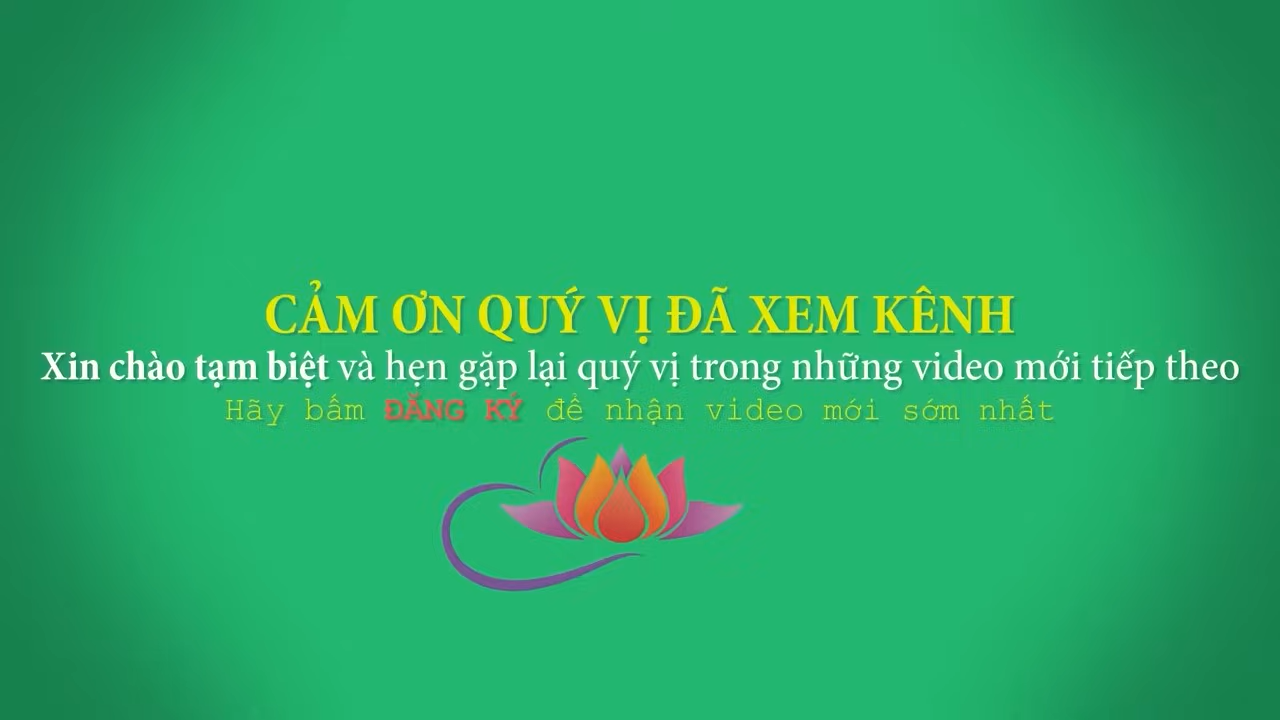 CẢM ƠN QUÝ VỊ ĐÃ XEM KÊNH
Xin chào tạm biệt và hẹn gặp lại quý vị trong những video mới tiếp theo
Hãy bấm ĐĂNG KÝ để nhận video mới sớm nhất